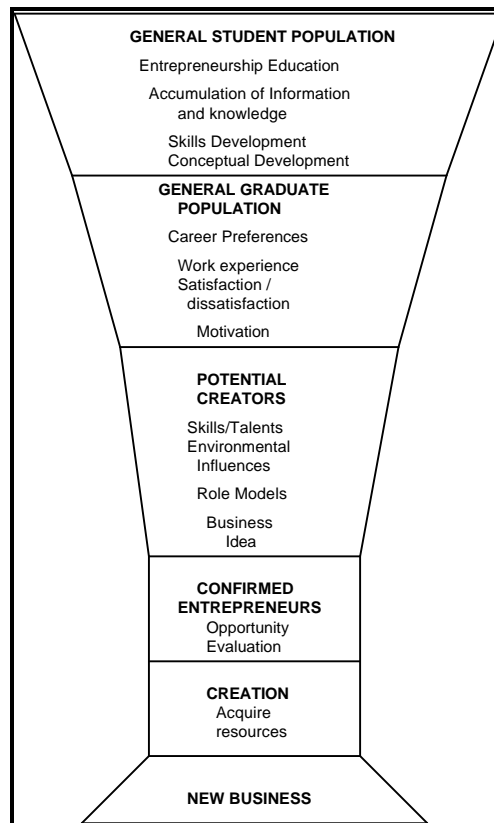 GENERAL STUDENT POPULATION
Entrepreneurship Education
Accumulation of Information
and knowledge
Skills Development
Conceptual Development
GENERAL GRADUATE
POPULATION
Career Preferences
Work experience
Satisfaction /
dissatisfaction
Motivation
POTENTIAL
CREATORS
Skills/Talents
Environmental
Influences
Role Models
Business
Idea
CONFIRMED
ENTREPRENEURS
Opportunity
Evaluation
CREATION
Acquire
resources
NEW BUSINESS